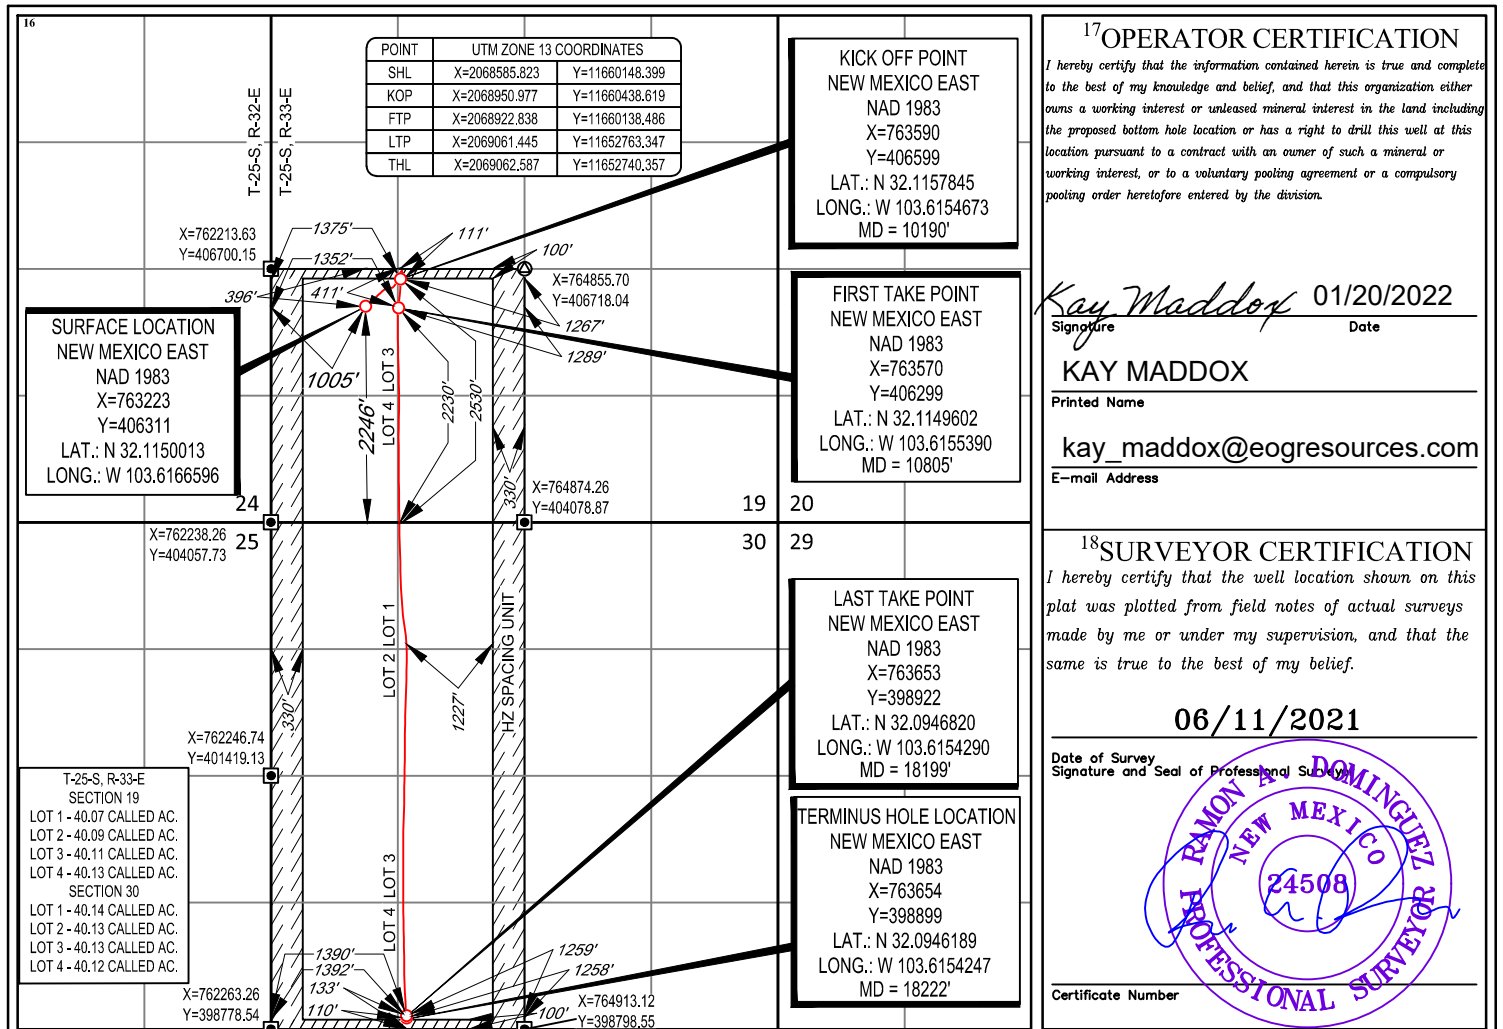 16
T-25-S, R-32-E
T-25-S, R-33-E
POINT UTM ZONE 13 COORDINATES
SHL X=2068585.823 Y=11660148.399
KOP X=2068950.977 Y=11660438.619
FTP X=2068922.838 Y=11660138.486
LTP X=2069061.445 Y=11652763.347
THL X=2069062.587 Y=11652740.357
KICK OFF POINT
NEW MEXICO EAST
NAD 1983
X=763590
Y=406599
LAT.: N 32.1157845
LONG.: W 103.6154673
MD = 10190'
X=762213.63
Y=406700.15
1375'
111'
1352'
100'
396'
411'
X=764855.70
Y=406718.04
1267'
1289'
FIRST TAKE POINT
NEW MEXICO EAST
NAD 1983
X=763570
Y=406299
LAT.: N 32.1149602
LONG.: W 103.6155390
MD = 10805'
SURFACE LOCATION
NEW MEXICO EAST
NAD 1983
X=763223
Y=406311
LAT.: N 32.1150013
LONG.: W 103.6166596
1005'
2246'
LOT 4 LOT 3
2230'
2530'
330'
24
19 20
X=764874.26
Y=404078.87
X=762238.26
Y=404057.73
25
30 29
LOT 2 LOT 1
HZ SPACING UNIT
330'
1227'
LAST TAKE POINT
NEW MEXICO EAST
NAD 1983
X=763653
Y=398922
LAT.: N 32.0946820
LONG.: W 103.6154290
MD = 18199'
X=762246.74
Y=401419.13
T-25-S, R-33-E
SECTION 19
LOT 1 - 40.07 CALLED AC.
LOT 2 - 40.09 CALLED AC.
LOT 3 - 40.11 CALLED AC.
LOT 4 - 40.13 CALLED AC.
SECTION 30
LOT 1 - 40.14 CALLED AC.
LOT 2 - 40.13 CALLED AC.
LOT 3 - 40.13 CALLED AC.
LOT 4 - 40.12 CALLED AC.
LOT 4 LOT 3
TERMINUS HOLE LOCATION
NEW MEXICO EAST
NAD 1983
X=763654
Y=398899
LAT.: N 32.0946189
LONG.: W 103.6154247
MD = 18222'
1390'
1392'
133'
110'
1259'
1258'
100'
X=762263.26
Y=398778.54
X=764913.12
Y=398798.55
17 OPERATOR CERTIFICATION
I hereby certify that the information contained herein is true and complete
to the best of my knowledge and belief, and that this organization either
owns a working interest or unleased mineral interest in the land including
the proposed bottom hole location or has a right to drill this well at this
location pursuant to a contract with an owner of such a mineral or
working interest, or to a voluntary pooling agreement or a compulsory
pooling order heretofore entered by the division.
Kay Maddox 01/20/2022
Signature Date
KAY MADDOX
Printed Name
kay_maddox@eogresources.com
E-mail Address
18 SURVEYOR CERTIFICATION
I hereby certify that the well location shown on this
plat was plotted from field notes of actual surveys
made by me or under my supervision, and that the
same is true to the best of my belief.
06/11/2021
Date of Survey
Signature and Seal of Professional Surveyor
RAMON A. DOMINGUEZ
NEW MEXICO
24508
PROFESSIONAL SURVEYOR
Certificate Number